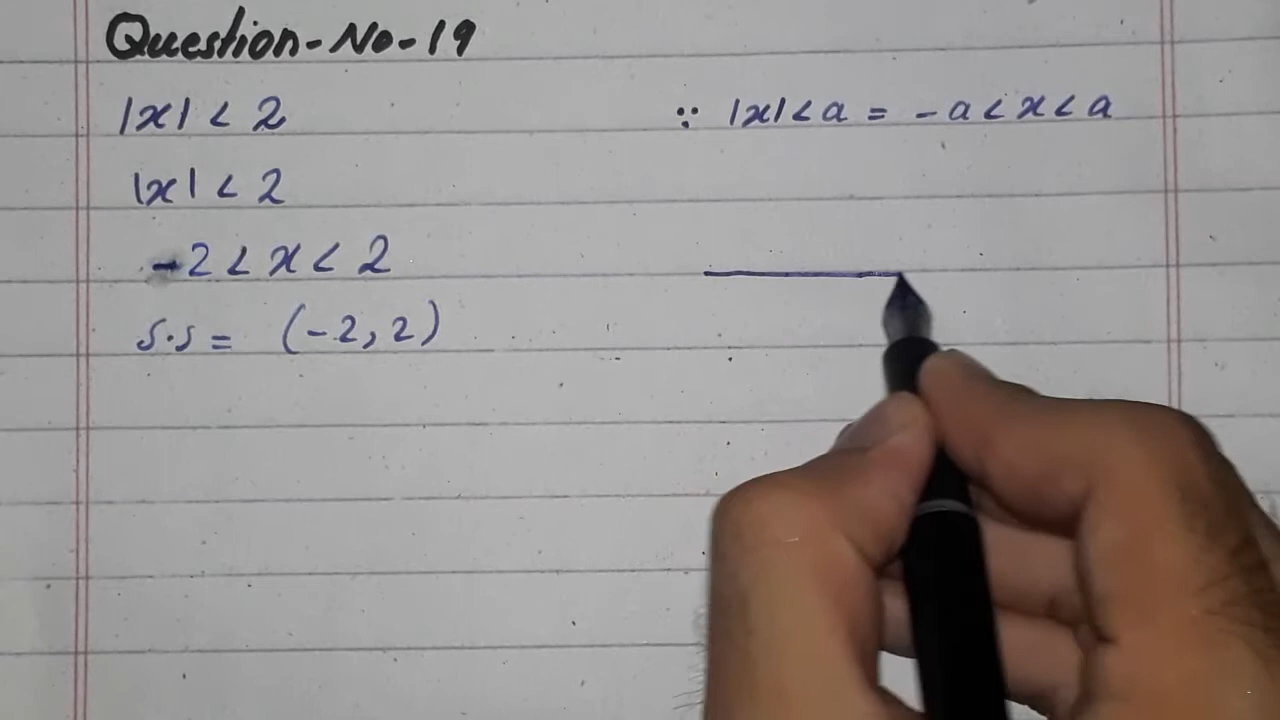 Question-No-19
|x| < 2
∵ |x| < a = -a < x < a
|x| < 2
-2 < x < 2
S.S = (-2, 2)